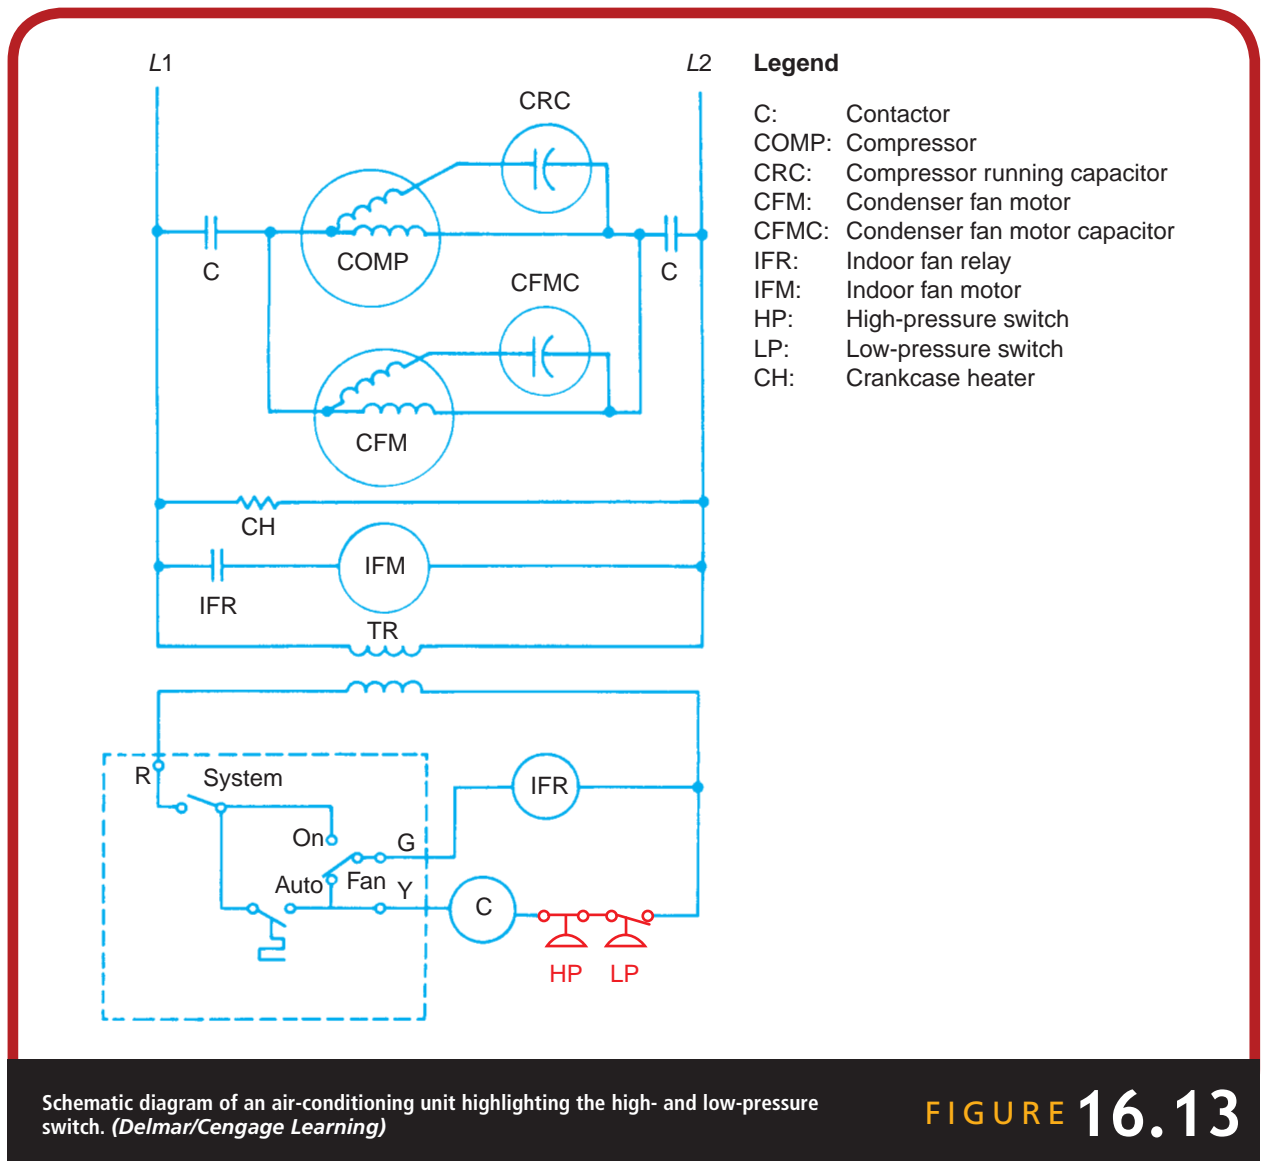 L1
L2
CRC
C
COMP
C
CFMC
CFM
CH
IFR
IFM
TR
Legend
C: Contactor
COMP: Compressor
CRC: Compressor running capacitor
CFM: Condenser fan motor
CFMC: Condenser fan motor capacitor
IFR: Indoor fan relay
IFM: Indoor fan motor
HP: High-pressure switch
LP: Low-pressure switch
CH: Crankcase heater
R
System
On
G
Auto
Fan
Y
IFR
C
HP
LP
Schematic diagram of an air-conditioning unit highlighting the high- and low-pressure
switch. (Delmar/Cengage Learning)
FIGURE 16.13